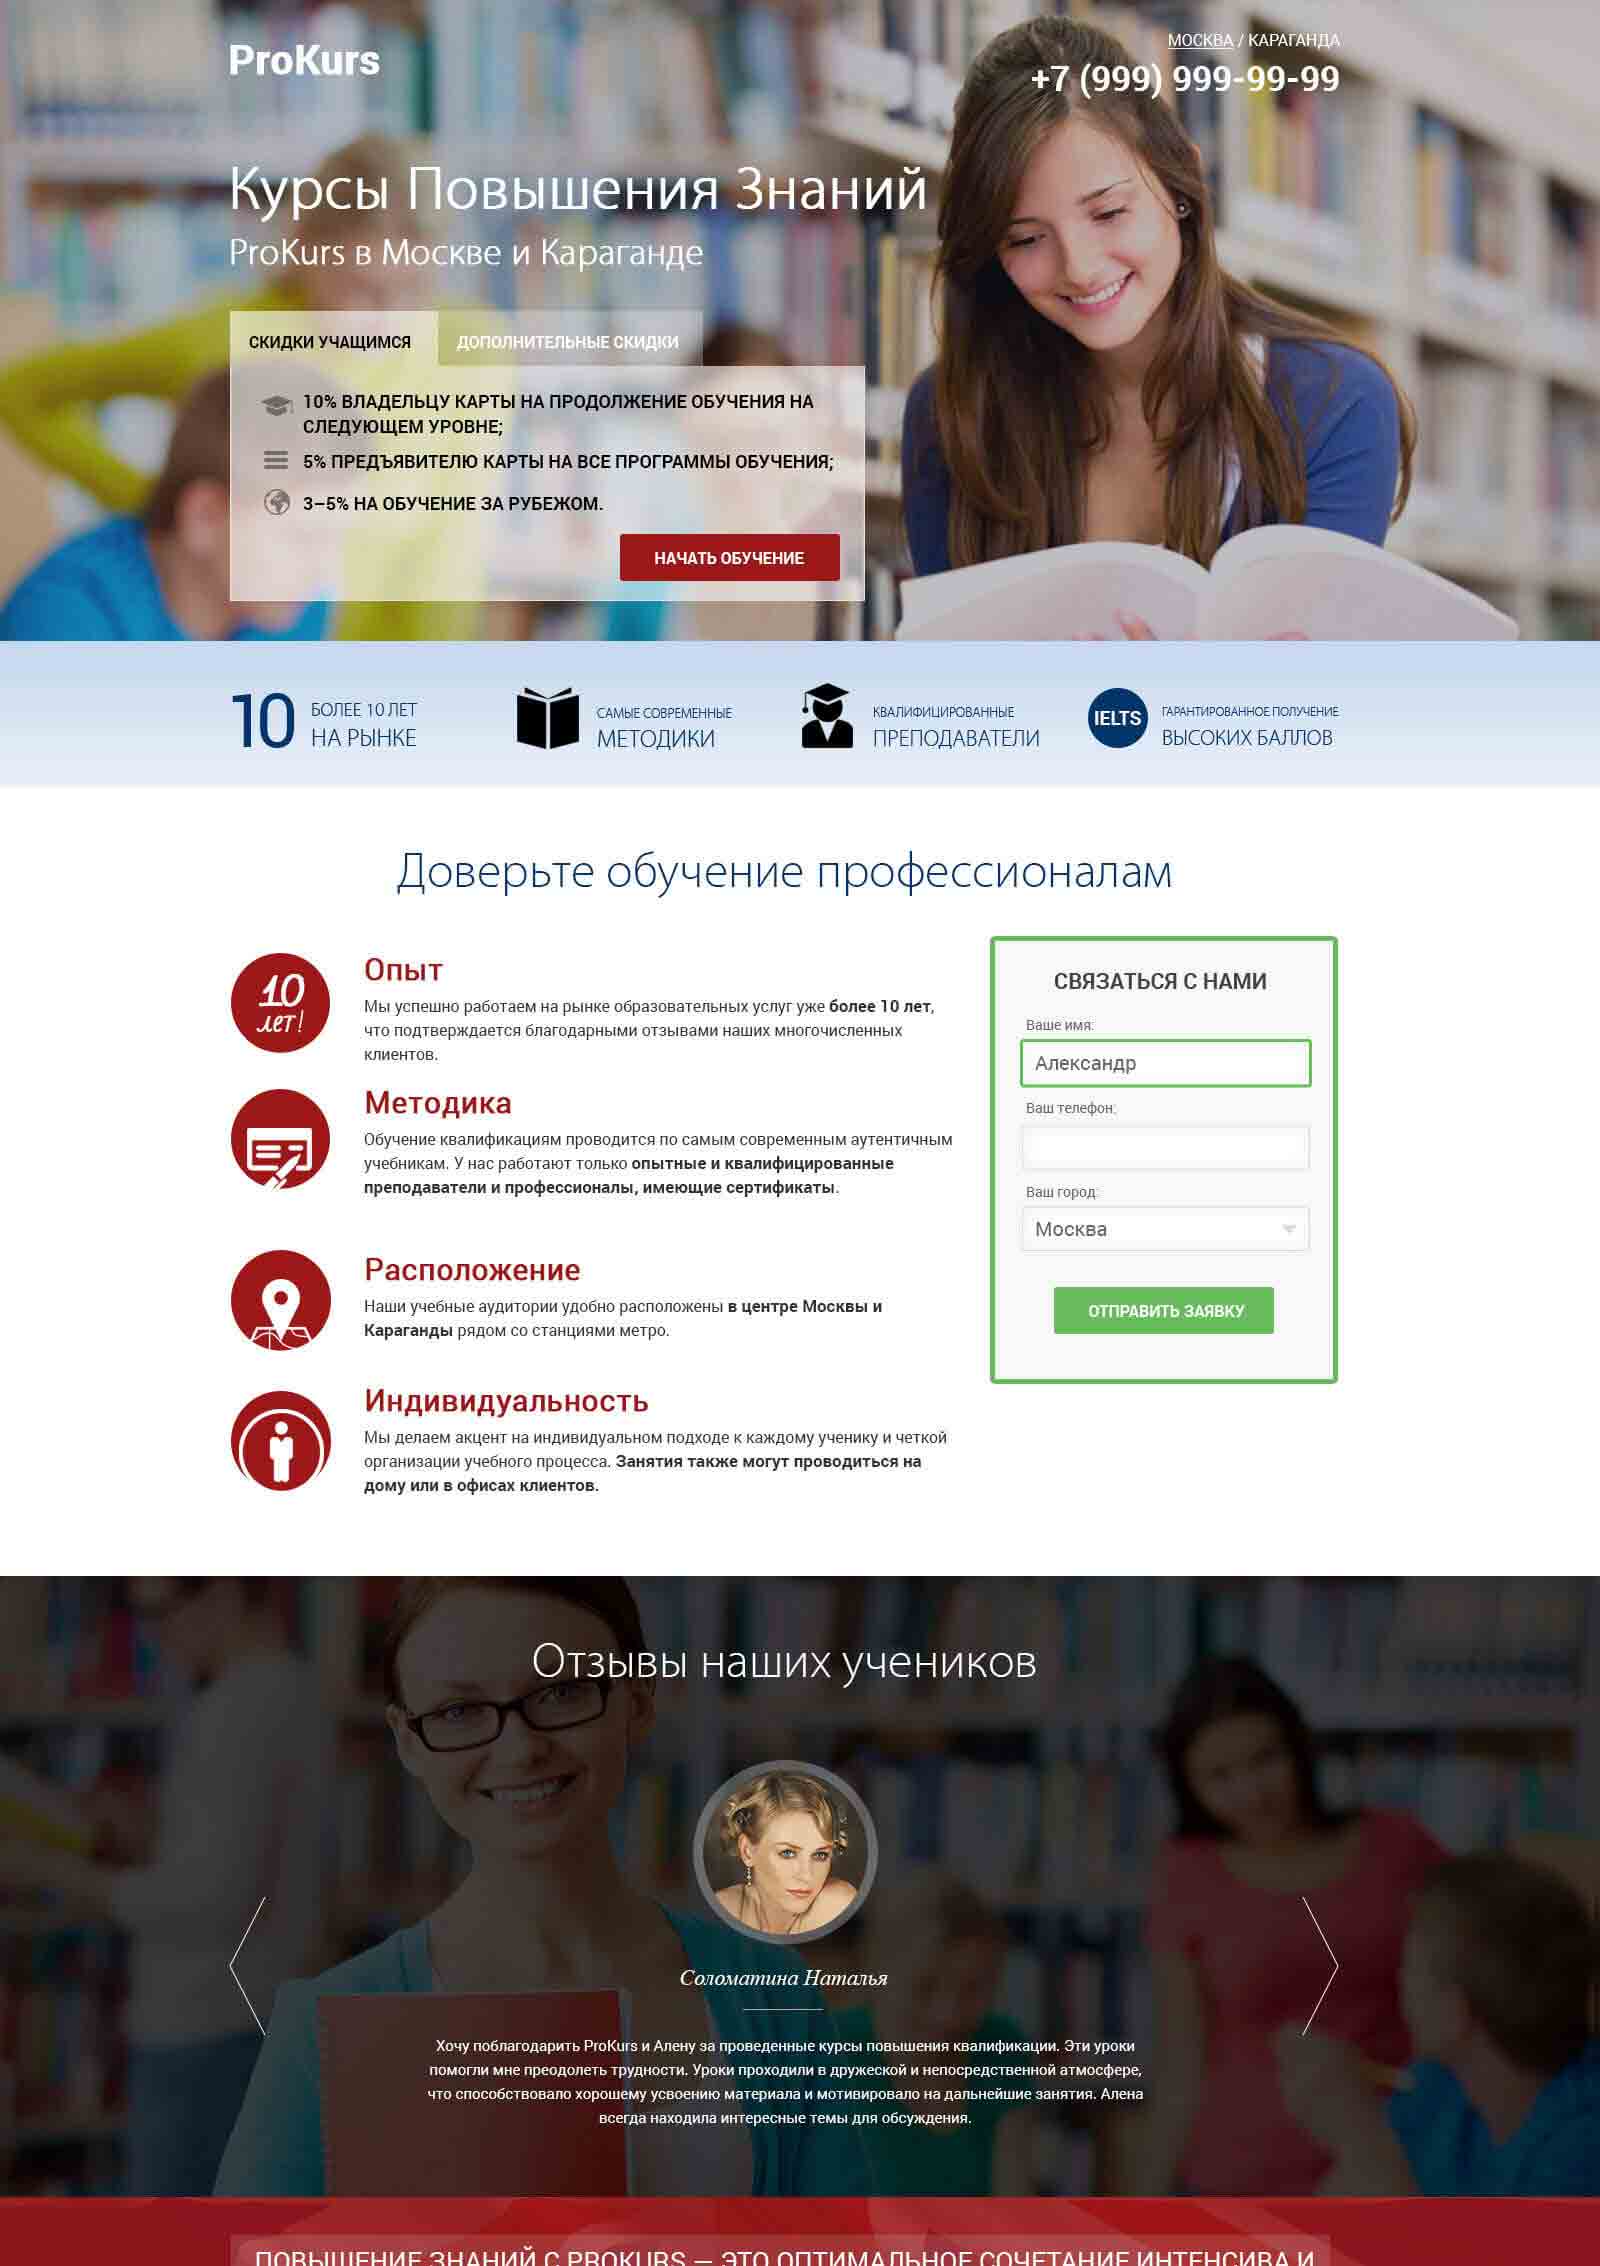 ProKurs
МОСКВА / КАРАГАНДА
+7 (999) 999-99-99
Курсы Повышения Знаний
ProKurs в Москве и Караганде
СКИДКИ УЧАЩИМСЯ
ДОПОЛНИТЕЛЬНЫЕ СКИДКИ
10% ВЛАДЕЛЬЦУ КАРТЫ НА ПРОДОЛЖЕНИЕ ОБУЧЕНИЯ НА
СЛЕДУЮЩЕМ УРОВНЕ;
5% ПРЕДЪЯВИТЕЛЮ КАРТЫ НА ВСЕ ПРОГРАММЫ ОБУЧЕНИЯ;
3–5% НА ОБУЧЕНИЕ ЗА РУБЕЖОМ.
НАЧАТЬ ОБУЧЕНИЕ
10
БОЛЕЕ 10 ЛЕТ
НА РЫНКЕ
САМЫЕ СОВРЕМЕННЫЕ
МЕТОДИКИ
КВАЛИФИЦИРОВАННЫЕ
ПРЕПОДАВАТЕЛИ
IELTS
ГАРАНТИРОВАННОЕ ПОЛУЧЕНИЕ
ВЫСОКИХ БАЛЛОВ
Доверьте обучение профессионалам
10
лет!
Опыт
Мы успешно работаем на рынке образовательных услуг уже более 10 лет,
что подтверждается благодарными отзывами наших многочисленных
клиентов.
Методика
Обучение квалификациям проводится по самым современным аутентичным
учебникам. У нас работают только опытные и квалифицированные
преподаватели и профессионалы, имеющие сертификаты.
Расположение
Наши учебные аудитории удобно расположены в центре Москвы и
Караганды рядом со станциями метро.
Индивидуальность
Мы делаем акцент на индивидуальном подходе к каждому ученику и четкой
организации учебного процесса. Занятия также могут проводиться на
дому или в офисах клиентов.
СВЯЗАТЬСЯ С НАМИ
Ваше имя:
Александр
Ваш телефон:
Ваш город:
Москва
ОТПРАВИТЬ ЗАЯВКУ
Отзывы наших учеников
Соломатина Наталья
Хочу поблагодарить ProKurs и Алену за проведенные курсы повышения квалификации. Эти уроки
помогли мне преодолеть трудности. Уроки проходили в дружеской и непосредственной атмосфере,
что способствовало хорошему усвоению материала и мотивировало на дальнейшие занятия. Алена
всегда находила интересные темы для обсуждения.
ПОВЫШЕНИЕ ЗНАНИЙ С PROKURS — ЭТО ОПТИМАЛЬНОЕ СОЧЕТАНИЕ ИНТЕНСИВА И